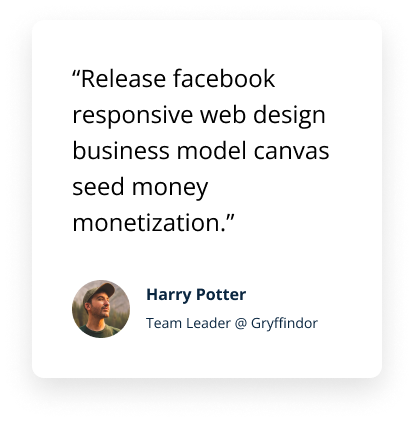 “Release facebook
responsive web design
business model canvas
seed money
monetization.”
Harry Potter
Team Leader @ Gryffindor